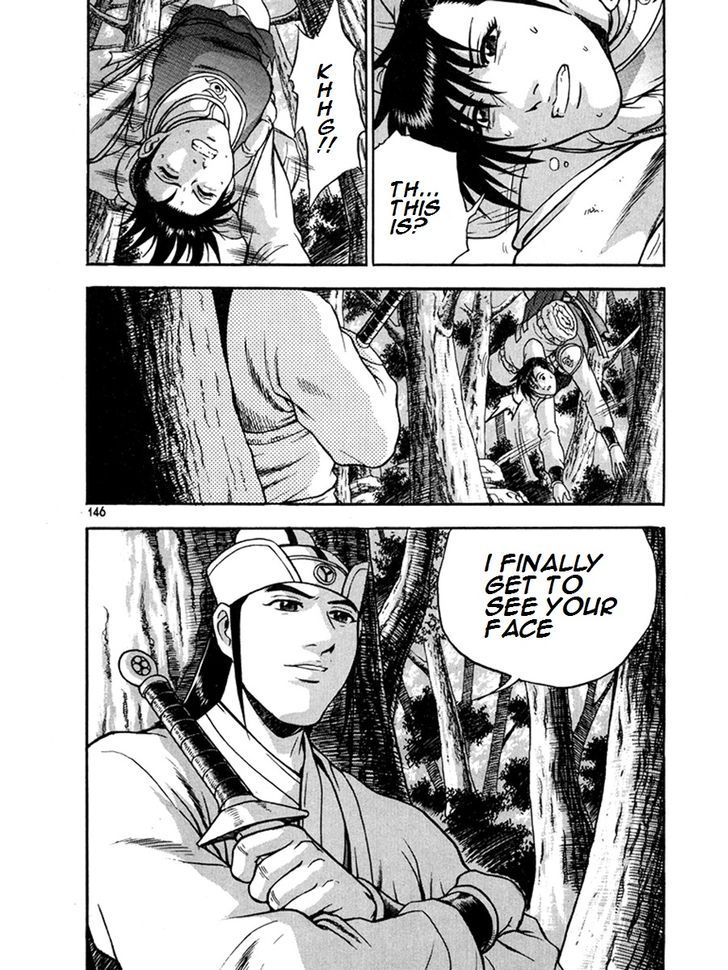 KHHG!!
TH...
THIS
IS?
146
I FINALLY
GET TO
SEE YOUR
FACE